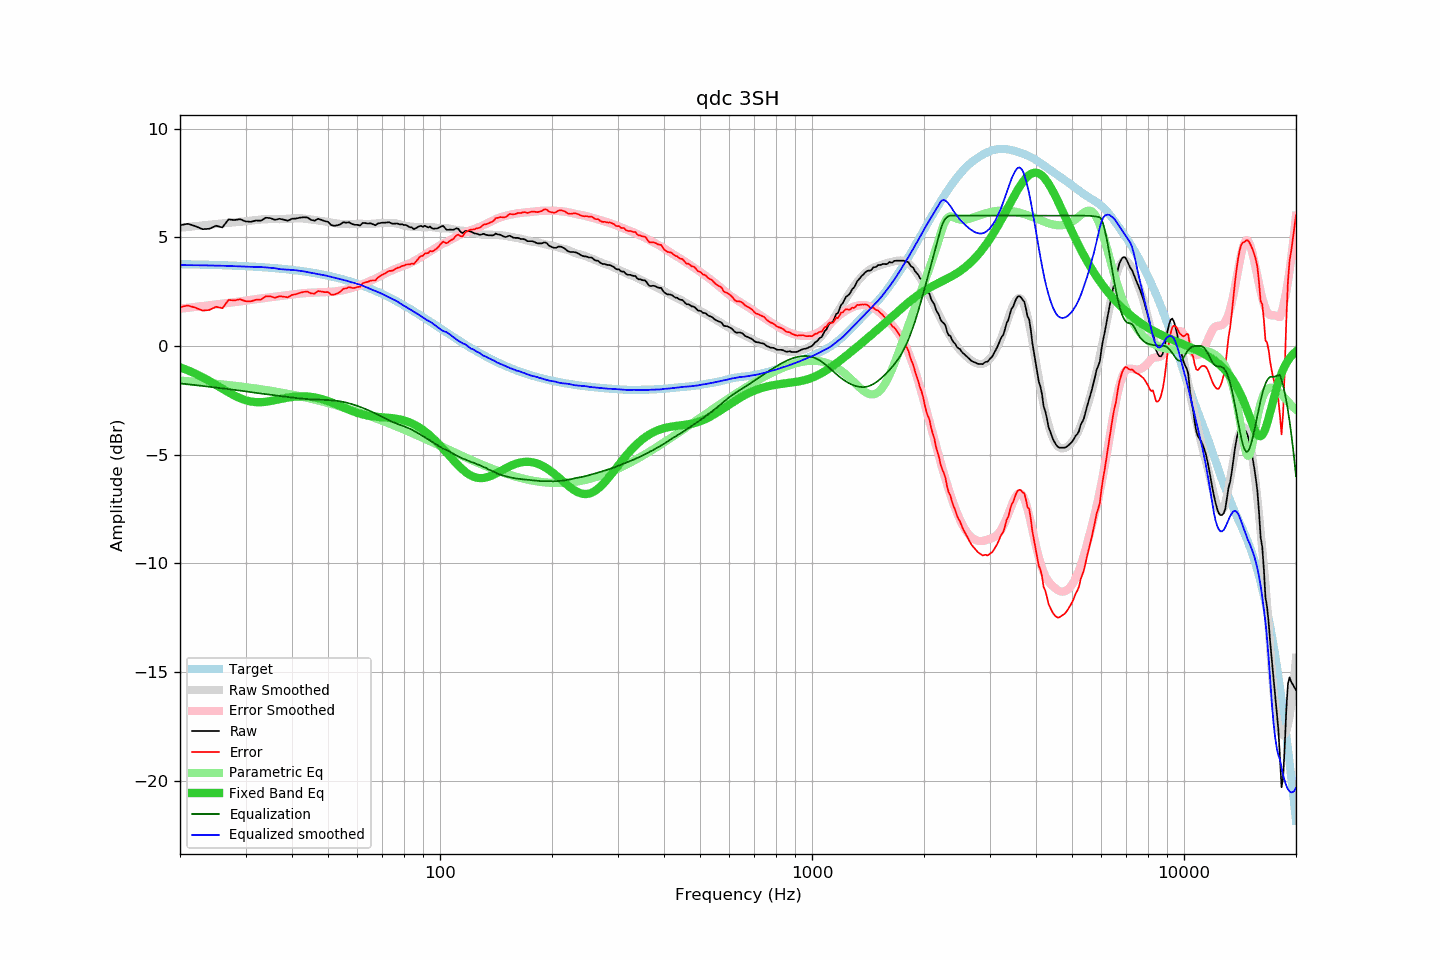 qdc 3SH
10
5
0
−5
−10
−15
−20
Amplitude (dBr)
Target
Raw Smoothed
Error Smoothed
Raw
Error
Parametric Eq
Fixed Band Eq
Equalization
Equalized smoothed
100
1000
10000
Frequency (Hz)